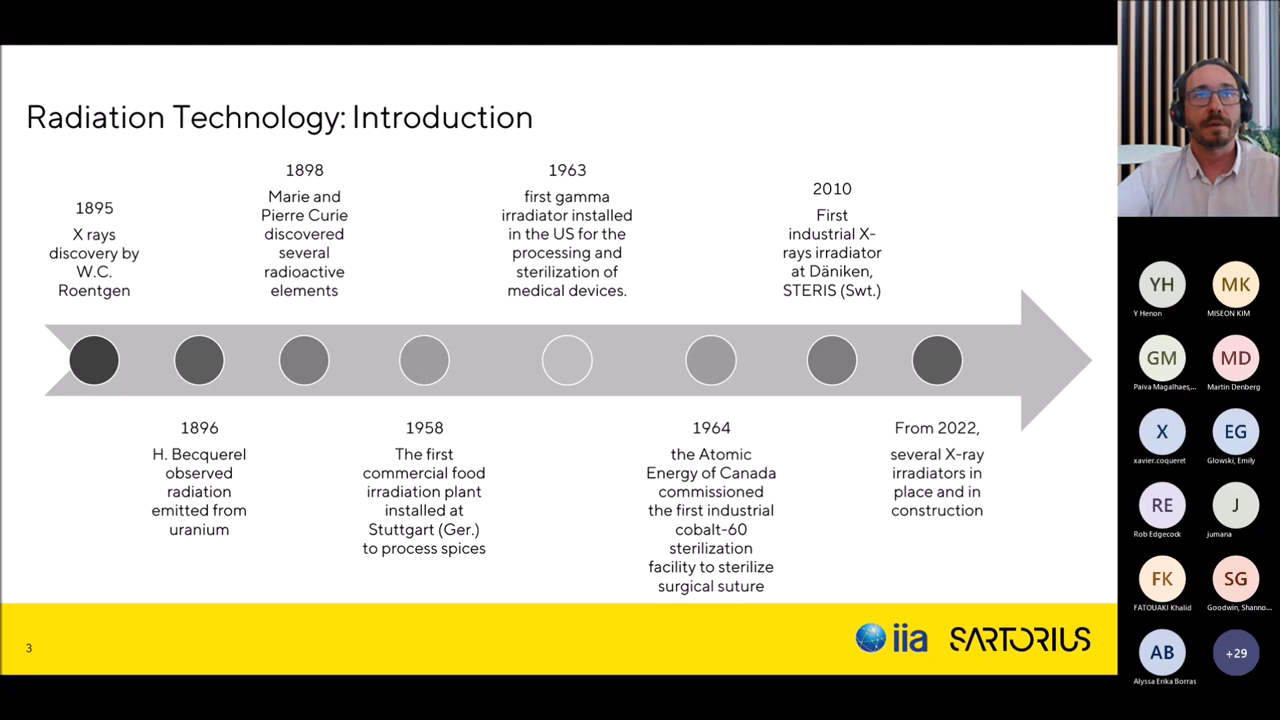 Radiation Technology: Introduction
1895
X rays
discovery by
W.C.
Roentgen
1898
Marie and
Pierre Curie
discovered
several
radioactive
elements
1963
first gamma
irradiator installed
in the US for the
processing and
sterilization of
medical devices.
2010
First
industrial X-
rays irradiator
at Däniken,
STERIS (Swt.)
1896
H. Becquerel
observed
radiation
emitted from
uranium
1958
The first
commercial food
irradiation plant
installed at
Stuttgart (Ger.)
to process spices
1964
the Atomic
Energy of Canada
commissioned
the first industrial
cobalt-60
sterilization
facility to sterilize
surgical suture
From 2022,
several X-ray
irradiators in
place and in
construction
3
iia
SARTORIUS
YH
Y Henon
MK
MISEON KIM
GM
Paiva Magalhaes,...
MD
Martin Denberg
X
xavier.coqueret
EG
Glowski, Emily
RE
Rob Edgecock
J
jumana
FK
FATOUAKI Khalid
SG
Goodwin, Shanno...
AB
Alyssa Erika Borras
+29